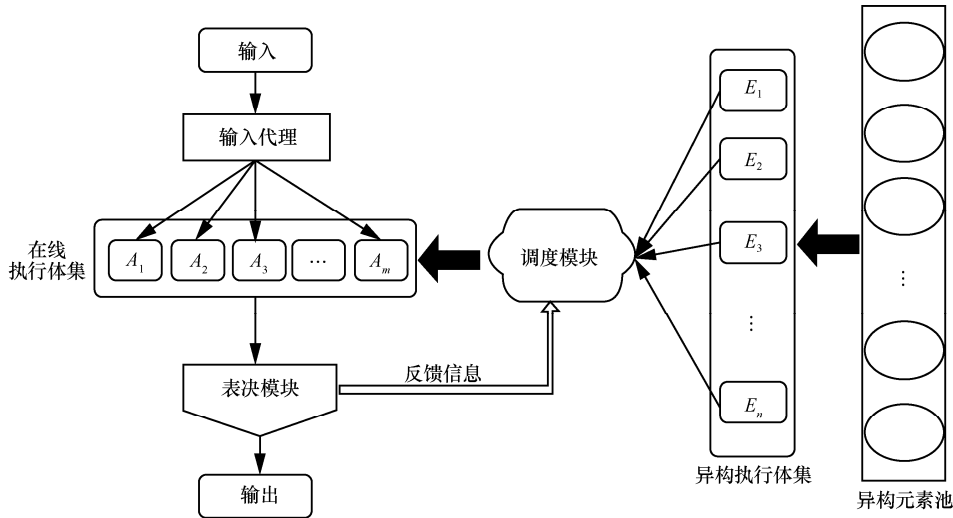 输入
输入代理
在线
执行体集
A1
A2
A3
…
Am
表决模块
输出
反馈信息
调度模块
E1
E2
E3
⋮
En
异构执行体集
⋮
异构元素池